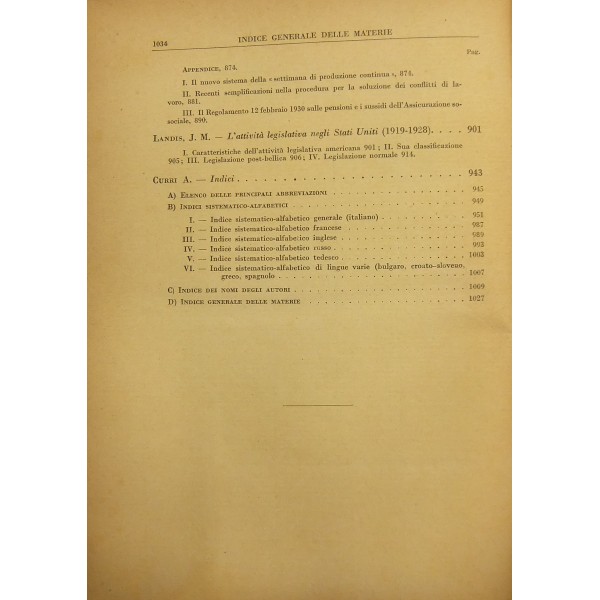 1034
INDICE GENERALE DELLE MATERIE
Pag.
APPENDICE, 874.
I. Il nuovo sistema della « settimana di produzione continua », 874.
II. Recenti semplificazioni nella procedura per la soluzione dei conflitti di la-
voro, 881.
III. Il Regolamento 12 febbraio 1930 sulle pensioni e i sussidi dell'Assicurazione so-
sociale, 890.
LANDIS, J. M. — L'attività legislativa negli Stati Uniti (1919-1928). . . . 901
I. Caratteristiche dell'attività legislativa americana 901 ; II. Sua classificazione
905 ; III. Legislazione post-bellica 906 ; IV. Legislazione normale 914.
CURRI A. — Indici . . . . . . . . . . . . . . . . . 943
A) ELENCO DELLE PRINCIPALI ABBREVIAZIONI . . . . . . . . . . . 945
B) INDICI SISTEMATICO-ALFABETICI . . . . . . . . . . . . . . 949
I. — Indice sistematico-alfabetico generale (italiano) . . . . . . . 951
II. — Indice sistematico-alfabetico francese . . . . . . . . . . 987
III. — Indice sistematico-alfabetico inglese . . . . . . . . . . 989
IV. — Indice sistematico-alfabetico russo . . . . . . . . . . . 993
V. — Indice sistematico-alfabetico tedesco . . . . . . . . . . 1003
VI. — Indice sistematico-alfabetico di lingue varie (bulgaro, croato-sloveno,
greco, spagnuolo . . . . . . . . . . . . . . . . 1007
C) INDICE DEI NOMI DEGLI AUTORI . . . . . . . . . . . . . . 1009
D) INDICE GENERALE DELLE MATERIE . . . . . . . . . . . . . 1027